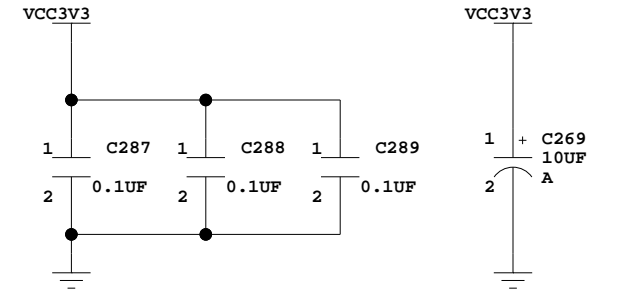 VCC3V3 VCC3V3
1 C287 1 C288 1 C289 1 + C269
10UF
2 0.1UF 2 0.1UF 2 0.1UF 2 A